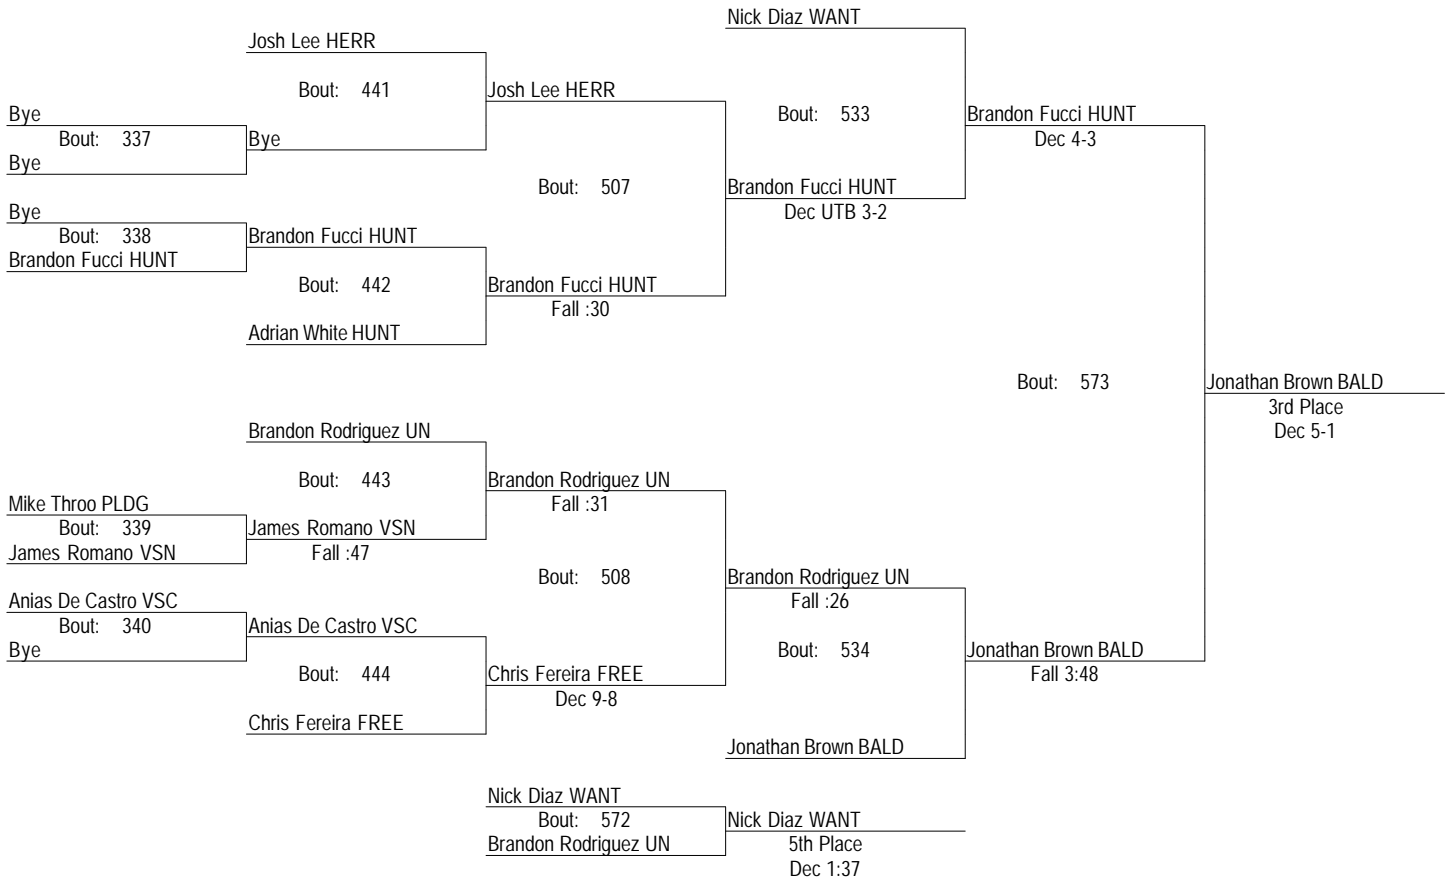 Nick Diaz WANT
Josh Lee HERR
Bout: 441
Josh Lee HERR
Bye
Bout: 533
Brandon Fucci HUNT
Bout: 337
Bye
Dec 4-3
Bye
Bout: 507
Brandon Fucci HUNT
Bye
Dec UTB 3-2
Bout: 338
Brandon Fucci HUNT
Brandon Fucci HUNT
Bout: 442
Brandon Fucci HUNT
Fall :30
Adrian White HUNT
Bout: 573
Jonathan Brown BALD
3rd Place
Dec 5-1
Brandon Rodriguez UN
Bout: 443
Brandon Rodriguez UN
Mike Throo PLDG
Fall :31
Bout: 339
James Romano VSN
James Romano VSN
Fall :47
Bout: 508
Brandon Rodriguez UN
Anias De Castro VSC
Fall :26
Bout: 340
Anias De Castro VSC
Bye
Bout: 534
Jonathan Brown BALD
Bout: 444
Chris Fereira FREE
Fall 3:48
Dec 9-8
Chris Fereira FREE
Jonathan Brown BALD
Nick Diaz WANT
Bout: 572
Nick Diaz WANT
Brandon Rodriguez UN
5th Place
Dec 1:37